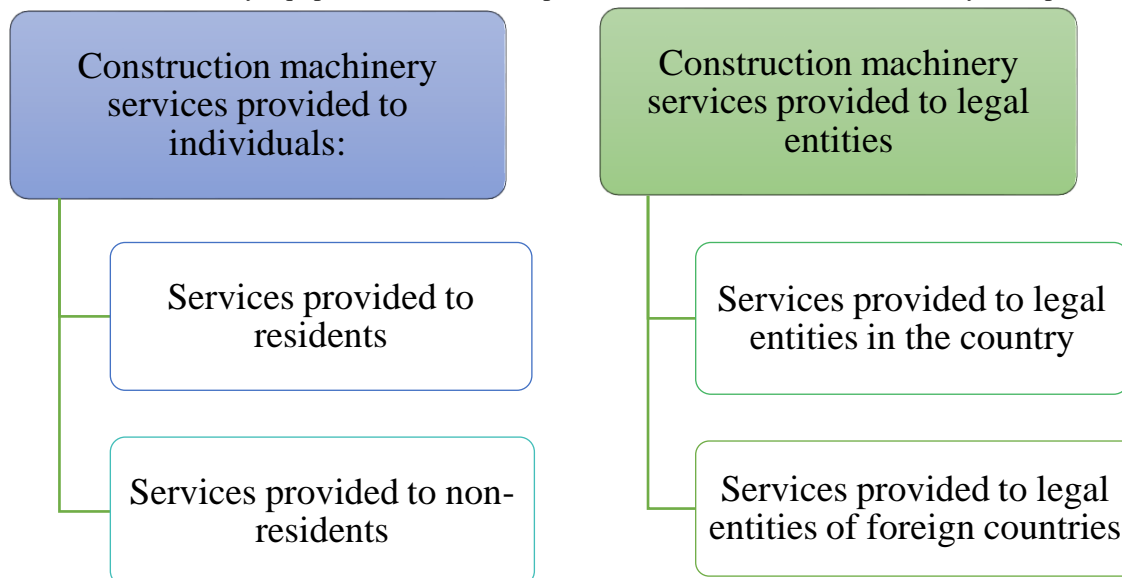 Construction machinery
services provided to
individuals:
Services provided to
residents
Services provided to non-
residents
Construction machinery
services provided to legal
entities
Services provided to legal
entities in the country
Services provided to legal
entities of foreign countries